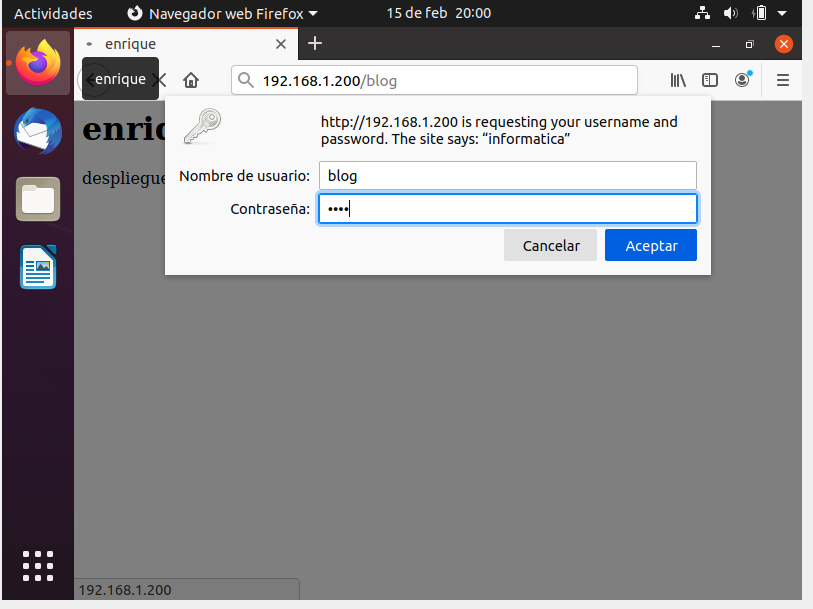 Actividades Navegador web Firefox 15 de feb 20:00
enrique
enrique 192.168.1.200/blog
http://192.168.1.200 is requesting your username and
password. The site says: “informatica”
enric
despliegue
Nombre de usuario: blog
Contraseña: ••••
Cancelar Aceptar
192.168.1.200